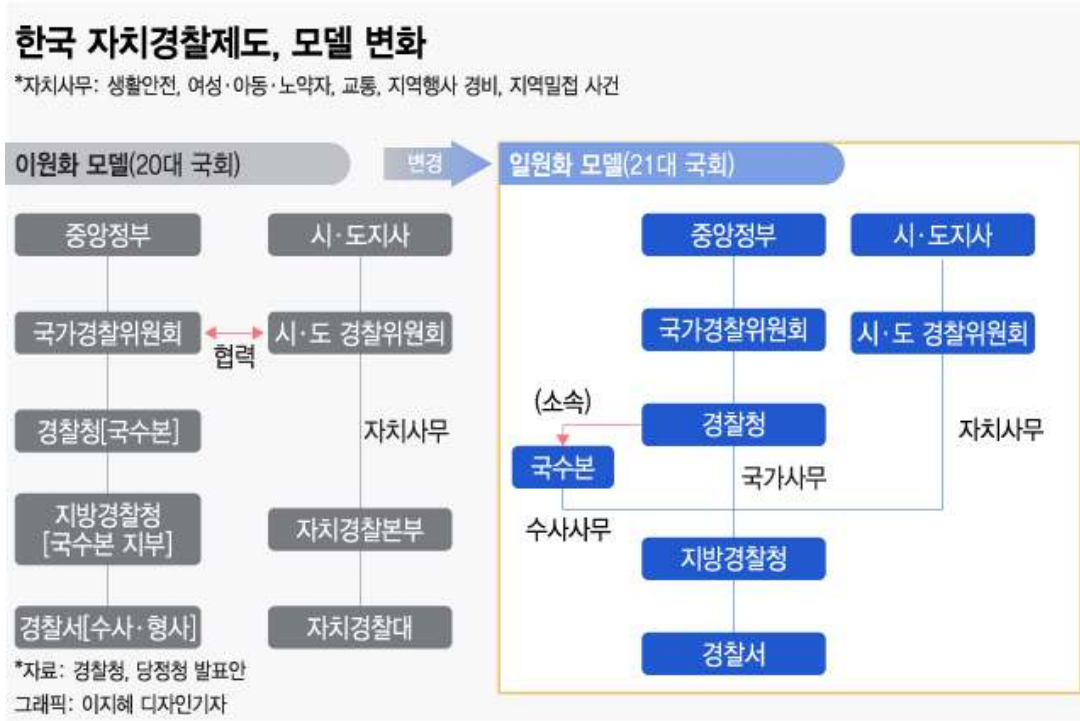 한국 자치경찰제도, 모델 변화
*자치사무: 생활안전, 여성·아동·노약자, 교통, 지역행사 경비, 지역밀접 사건
이원화 모델(20대 국회)
변경
일원화 모델(21대 국회)
중앙정부
시·도지사
국가경찰위원회
협력
시·도 경찰위원회
경찰청[국수본]
자치사무
지방경찰청
[국수본 지부]
자치경찰본부
경찰서[수사·형사]
자치경찰대
중앙정부
시·도지사
국가경찰위원회
시·도 경찰위원회
(소속)
경찰청
자치사무
국수본
국가사무
수사사무
지방경찰청
경찰서
*자료: 경찰청, 당정청 발표안
그래픽: 이지혜 디자인기자